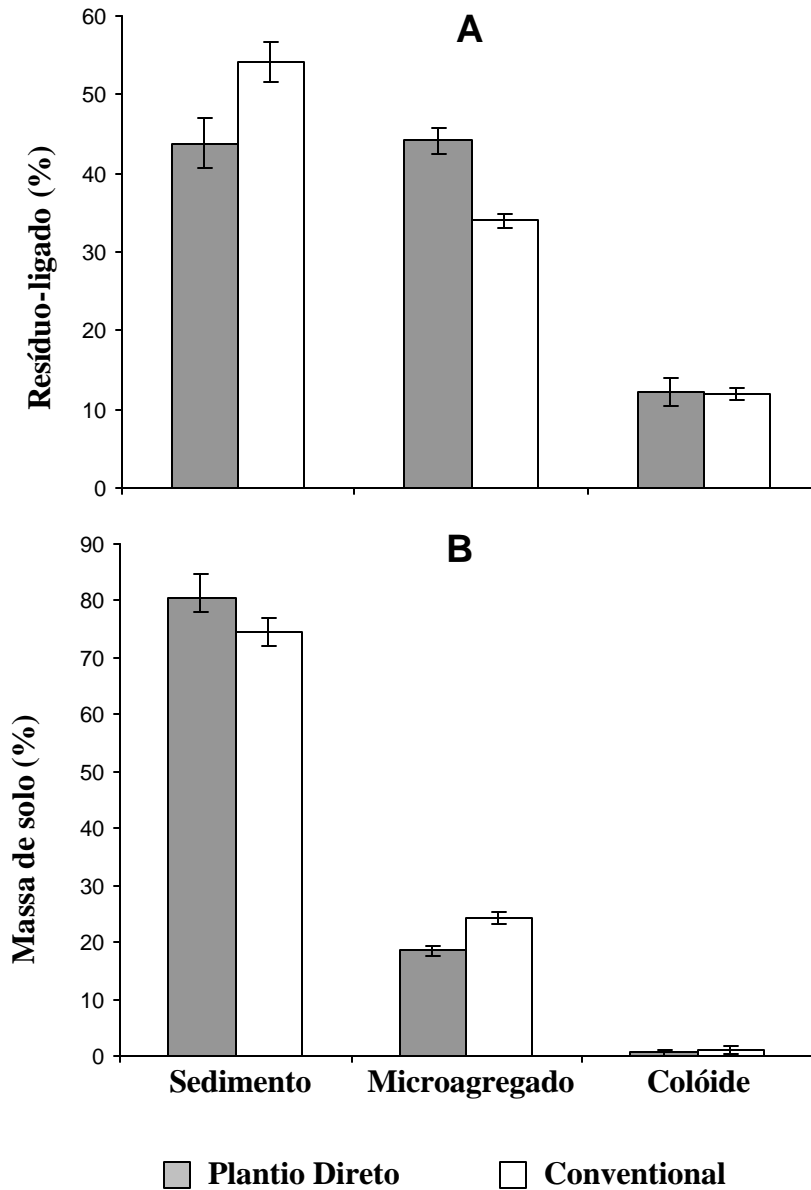 A
60
50
40
30
20
10
0
Resíduo-ligado (%)
B
90
80
70
60
50
40
30
20
10
0
Massa de solo (%)
Sedimento Microagregado Colóide
Plantio Direto Conventional